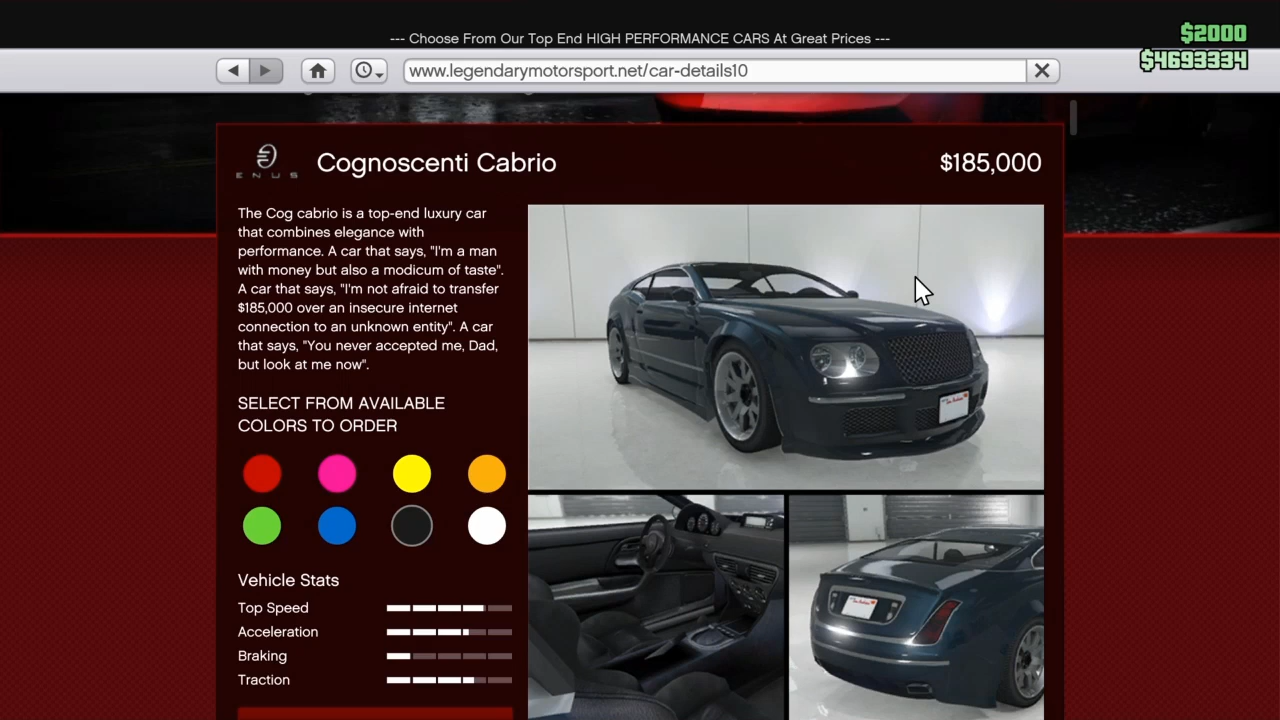 --- Choose From Our Top End HIGH PERFORMANCE CARS At Great Prices ---
$2000
$4693334
www.legendarymotorsport.net/car-details10
ENUS
Cognoscenti Cabrio
$185,000
The Cog cabrio is a top-end luxury car
that combines elegance with
performance. A car that says, "I'm a man
with money but also a modicum of taste".
A car that says, "I'm not afraid to transfer
$185,000 over an insecure internet
connection to an unknown entity". A car
that says, "You never accepted me, Dad,
but look at me now".
SELECT FROM AVAILABLE
COLORS TO ORDER
Vehicle Stats
Top Speed
Acceleration
Braking
Traction